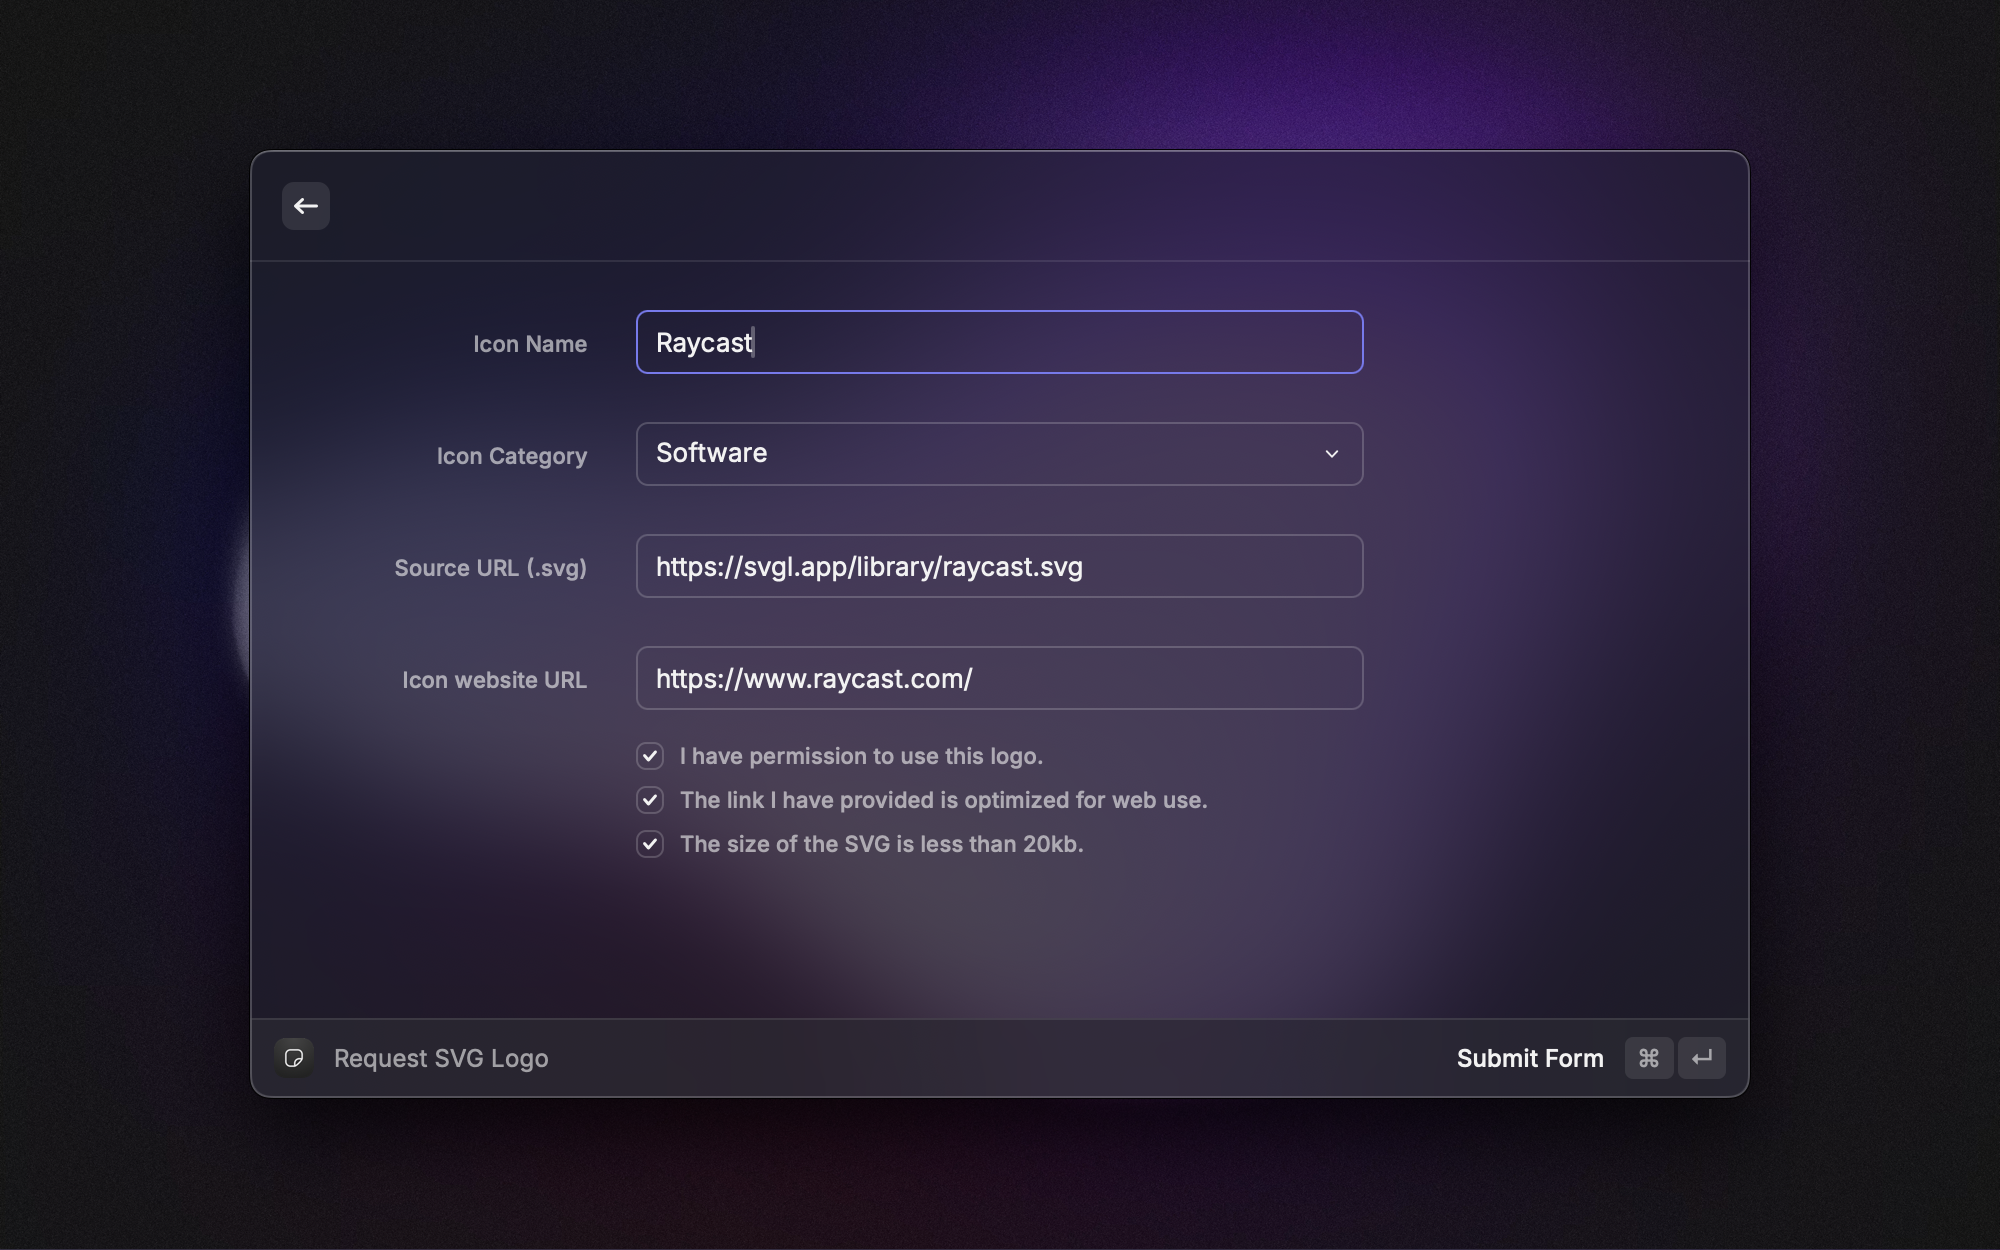 Icon Name
Raycast
Icon Category
Software
Source URL (.svg)
https://svgl.app/library/raycast.svg
Icon website URL
https://www.raycast.com/
I have permission to use this logo.
The link I have provided is optimized for web use.
The size of the SVG is less than 20kb.
Request SVG Logo
Submit Form ⌘ ↵